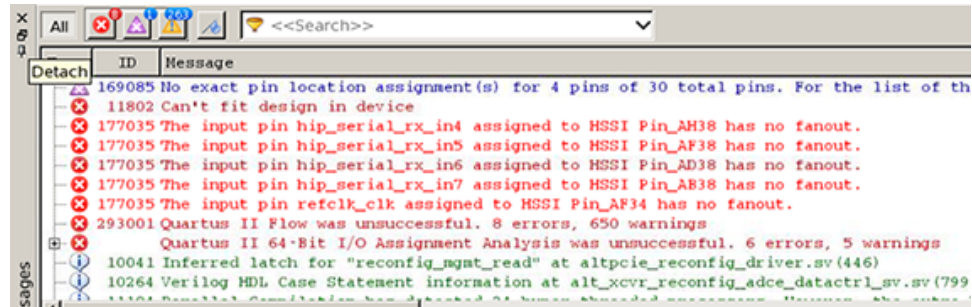 All 8 1 263 <<Search>>
Detach ID Message
169085 No exact pin location assignment(s) for 4 pins of 30 total pins. For the list of th
11802 Can't fit design in device
177035 The input pin hip_serial_rx_in4 assigned to HSSI Pin_AH38 has no fanout.
177035 The input pin hip_serial_rx_in5 assigned to HSSI Pin_AF38 has no fanout.
177035 The input pin hip_serial_rx_in6 assigned to HSSI Pin_AD38 has no fanout.
177035 The input pin hip_serial_rx_in7 assigned to HSSI Pin_AB38 has no fanout.
177035 The input pin refclk_clk assigned to HSSI Pin_AF34 has no fanout.
293001 Quartus II Flow was unsuccessful. 8 errors, 650 warnings
Quartus II 64-Bit I/O Assignment Analysis was unsuccessful. 6 errors, 5 warnings
10041 Inferred latch for "reconfig_mgmt_read" at altpcie_reconfig_driver.sv(446)
10264 Verilog HDL Case Statement information at alt_xcvr_reconfig_adce_datactrl_sv.sv(799
sages